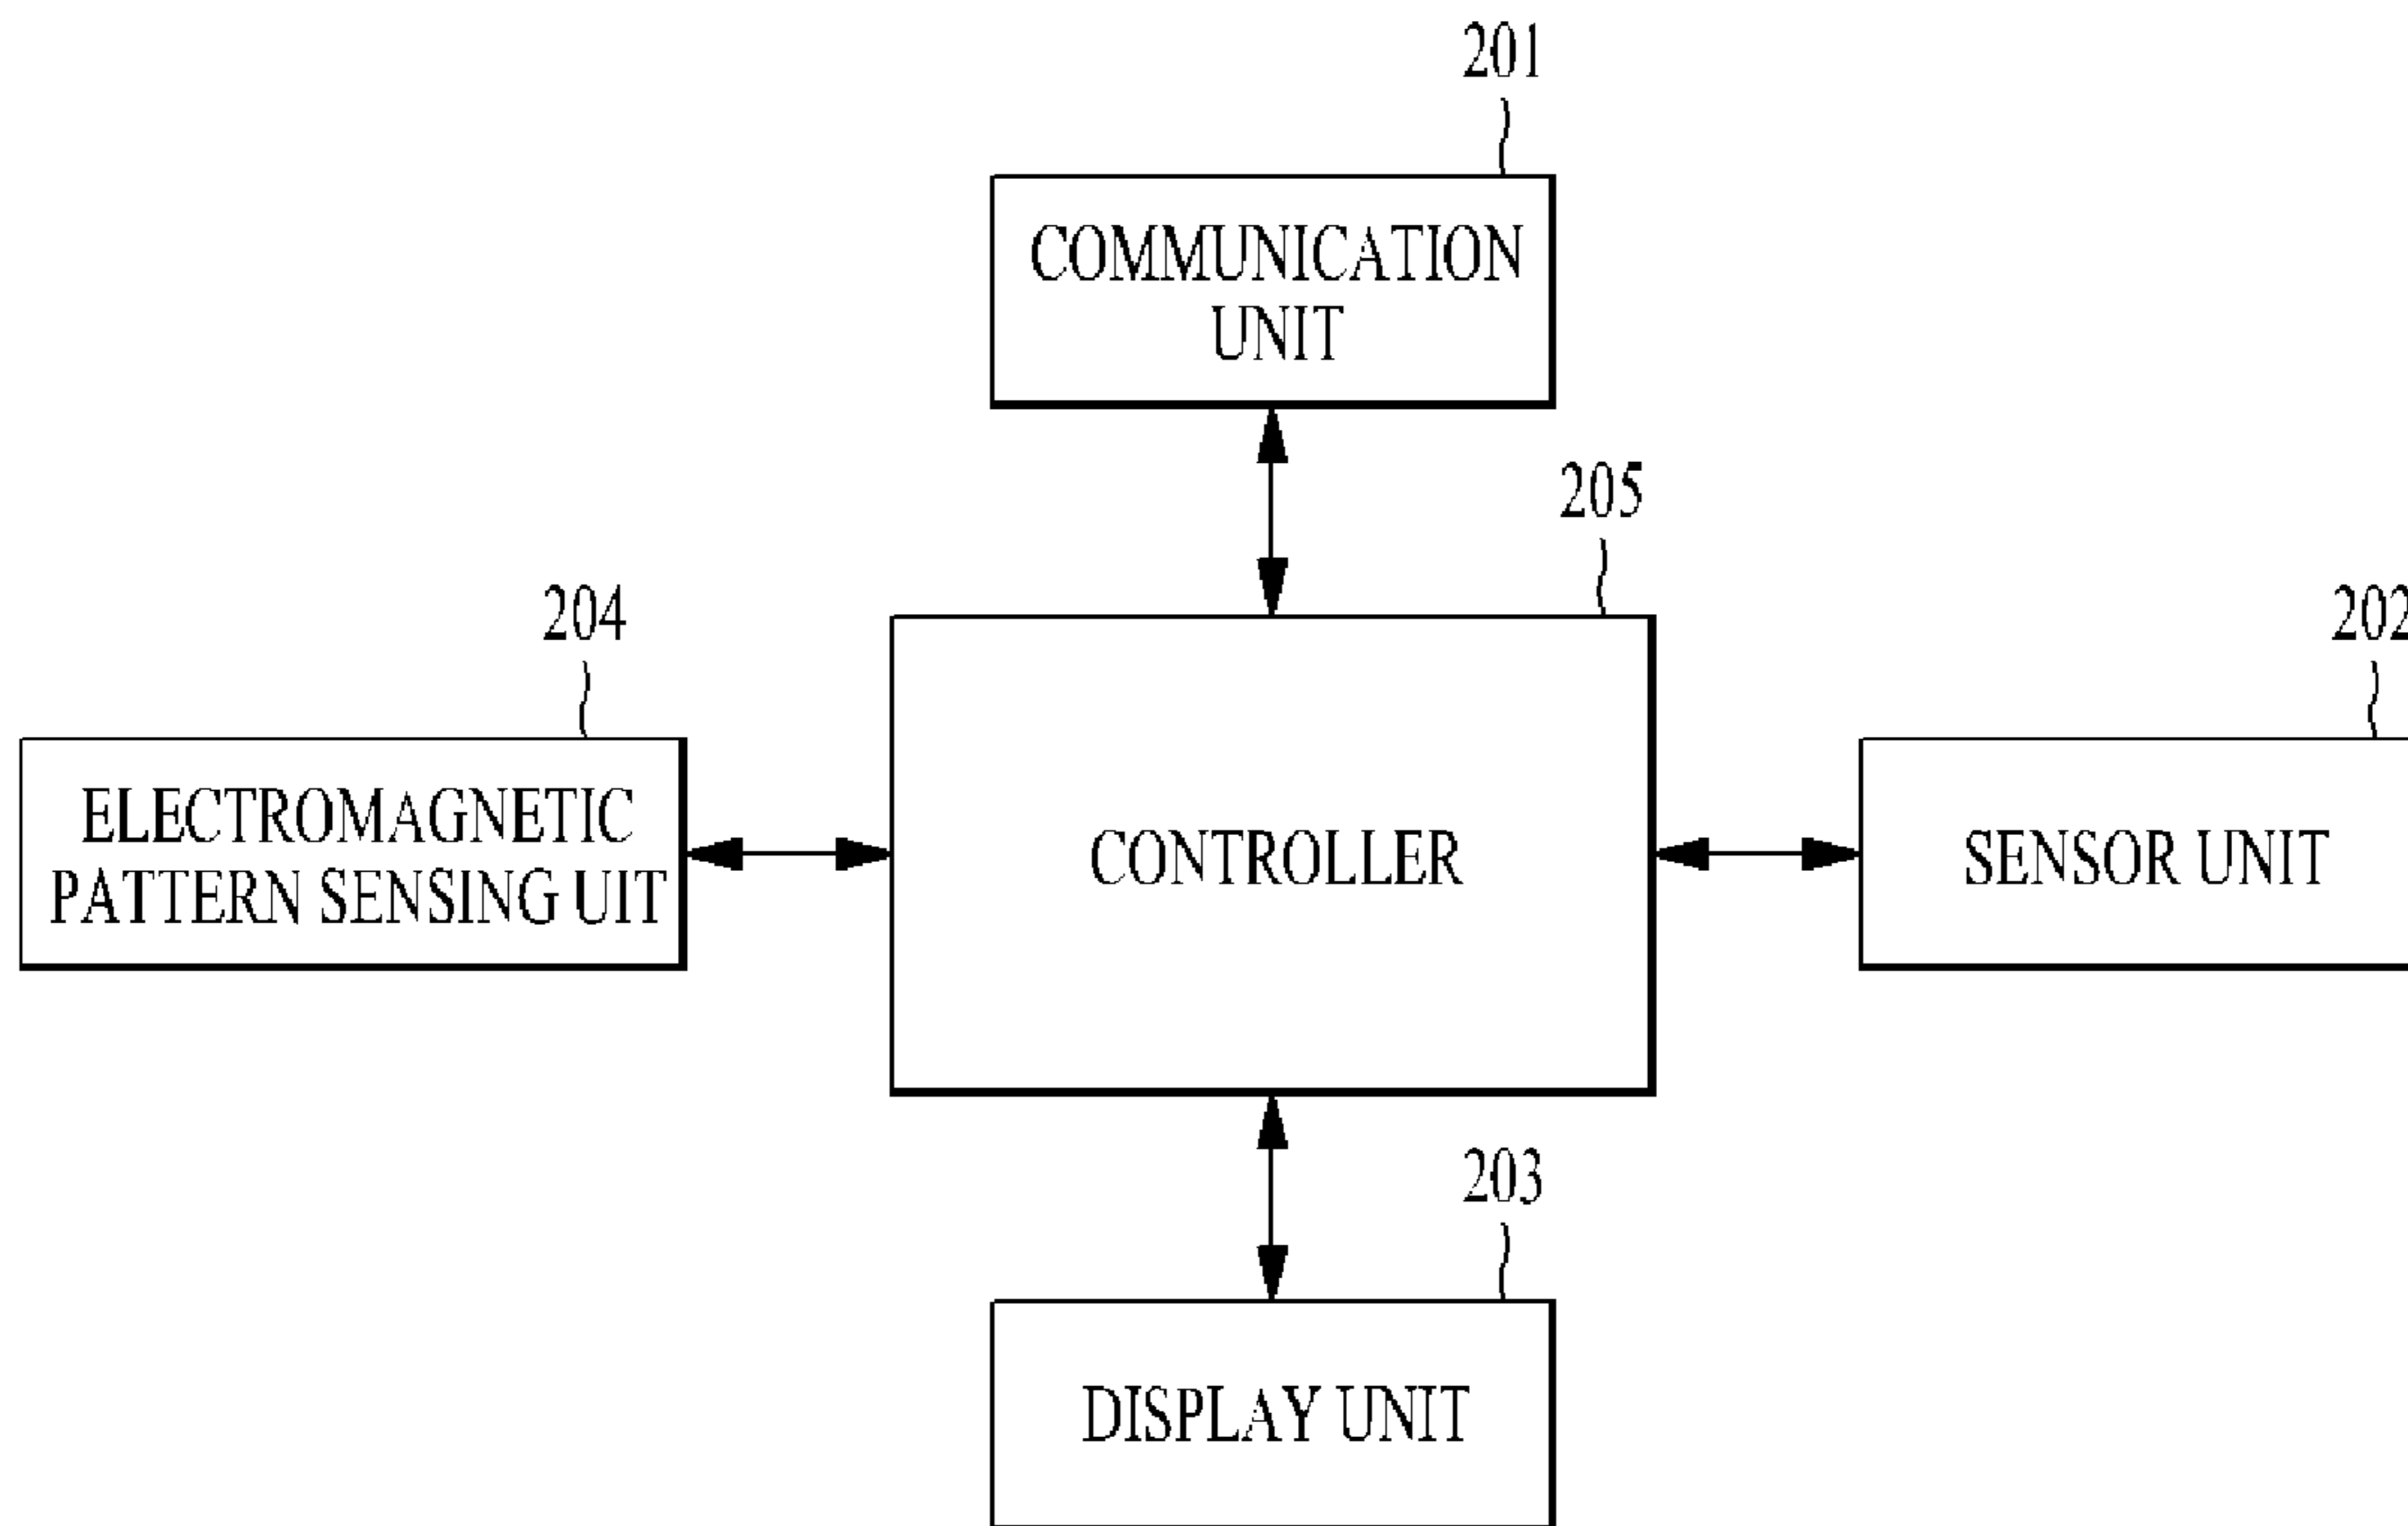 201
COMMUNICATION
UNIT
205
204
202
ELECTROMAGNETIC
PATTERN SENSING UIT
CONTROLLER
SENSOR UNIT
203
DISPLAY UNIT